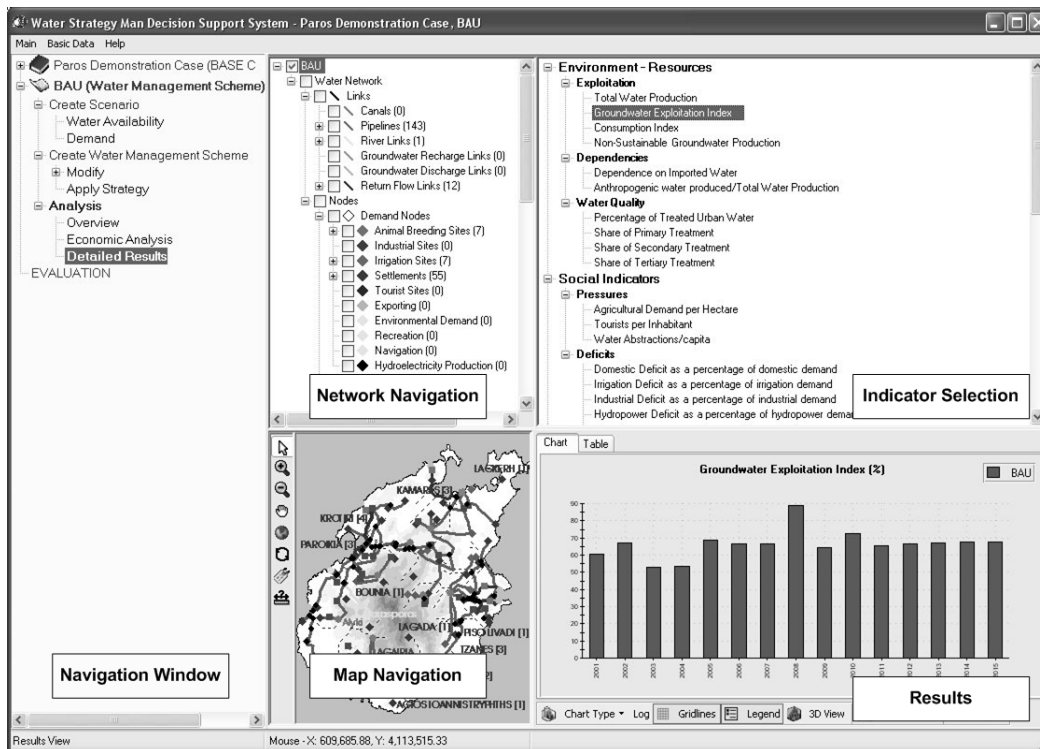 Water Strategy Man Decision Support System - Paros Demonstration Case, BAU
Main Basic Data Help
Paros Demonstration Case (BASE C
BAU (Water Management Scheme)
Create Scenario
Water Availability
Demand
Create Water Management Scheme
Modify
Apply Strategy
Analysis
Overview
Economic Analysis
Detailed Results
EVALUATION
Navigation Window
BAU
Water Network
Links
Canals (0)
Pipelines (143)
River Links (1)
Groundwater Recharge Links (0)
Groundwater Discharge Links (0)
Return Flow Links (12)
Nodes
Demand Nodes
Animal Breeding Sites (7)
Industrial Sites (0)
Irrigation Sites (7)
Settlements (55)
Tourist Sites (0)
Exporting (0)
Environmental Demand (0)
Recreation (0)
Navigation (0)
Hydroelectricity Production (0)
Network Navigation
Environment - Resources
Exploitation
Total Water Production
Groundwater Exploitation Index
Consumption Index
Non-Sustainable Groundwater Production
Dependencies
Dependence on Imported Water
Anthropogenic water produced/Total Water Production
Water Quality
Percentage of Treated Urban Water
Share of Primary Treatment
Share of Secondary Treatment
Share of Tertiary Treatment
Social Indicators
Pressures
Agricultural Demand per Hectare
Tourists per Inhabitant
Water Abstractions/capita
Deficits
Domestic Deficit as a percentage of domestic demand
Irrigation Deficit as a percentage of irrigation demand
Industrial Deficit as a percentage of industrial demand
Hydropower Deficit as a percentage of hydropower dema
Indicator Selection
KAMARES [3]
PAROIKIA [3]
BOUNIA [1]
Alyki
LAGADA [1]
PISO LIVADI [1]
TZANES [3]
Map Navigation
Chart Table
Groundwater Exploitation Index (%)
BAU
90
80
70
60
50
40
30
20
10
0
2001 2002 2003 2004 2005 2006 2007 2008 2009 2010 2011 2012 2013 2014 2015
Results
Chart Type Log Gridlines Legend 3D View
Results View
Mouse - X: 609,685.88, Y: 4,113,515.33